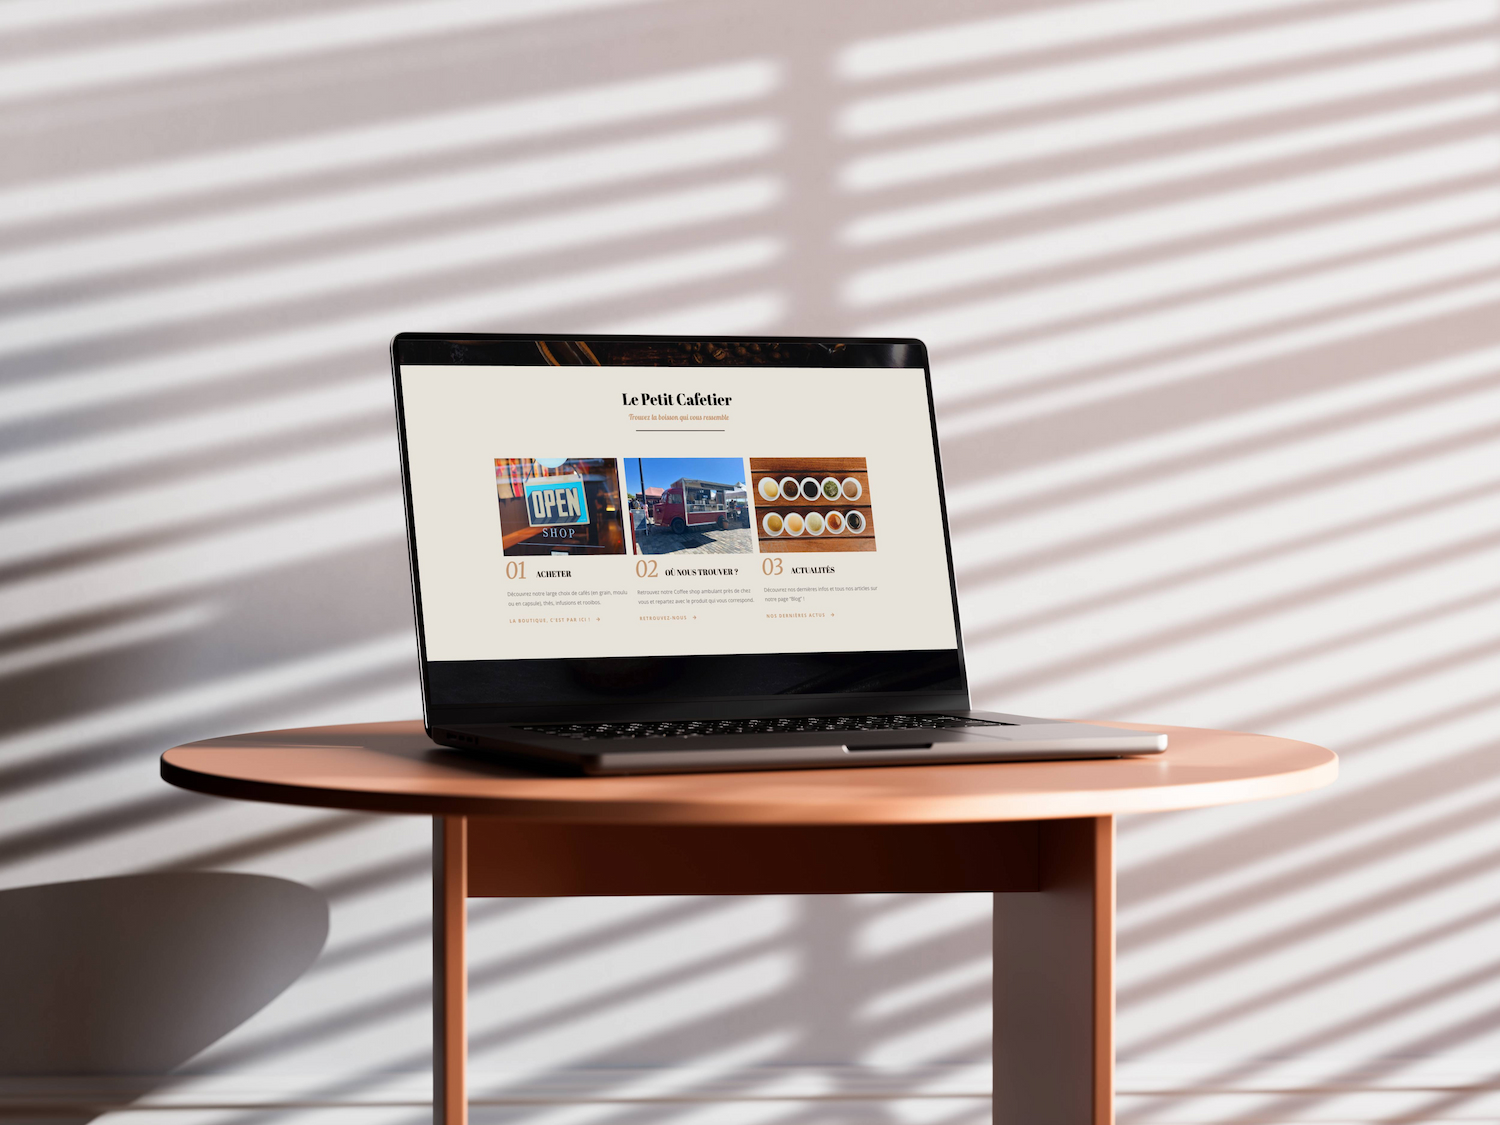 Le Petit Cafetier
Trouvez la boisson qui vous ressemble
OPEN
SHOP
01 ACHETER
Découvrez notre large choix de cafés (en grain, moulu
ou en capsules, thés, infusions et rooibos.
LA BOUTIQUE, C'EST PAR ICI ! →
02 OÙ NOUS TROUVER ?
Retrouvez notre Coffee shop ambulant près de chez
vous et repartez avec le produit qui vous correspond.
RETROUVEZ-NOUS →
03 ACTUALITÉS
Découvrez nos dernières infos et tous nos articles sur
notre page "Blog" !
NOS DERNIÈRES ACTUS →